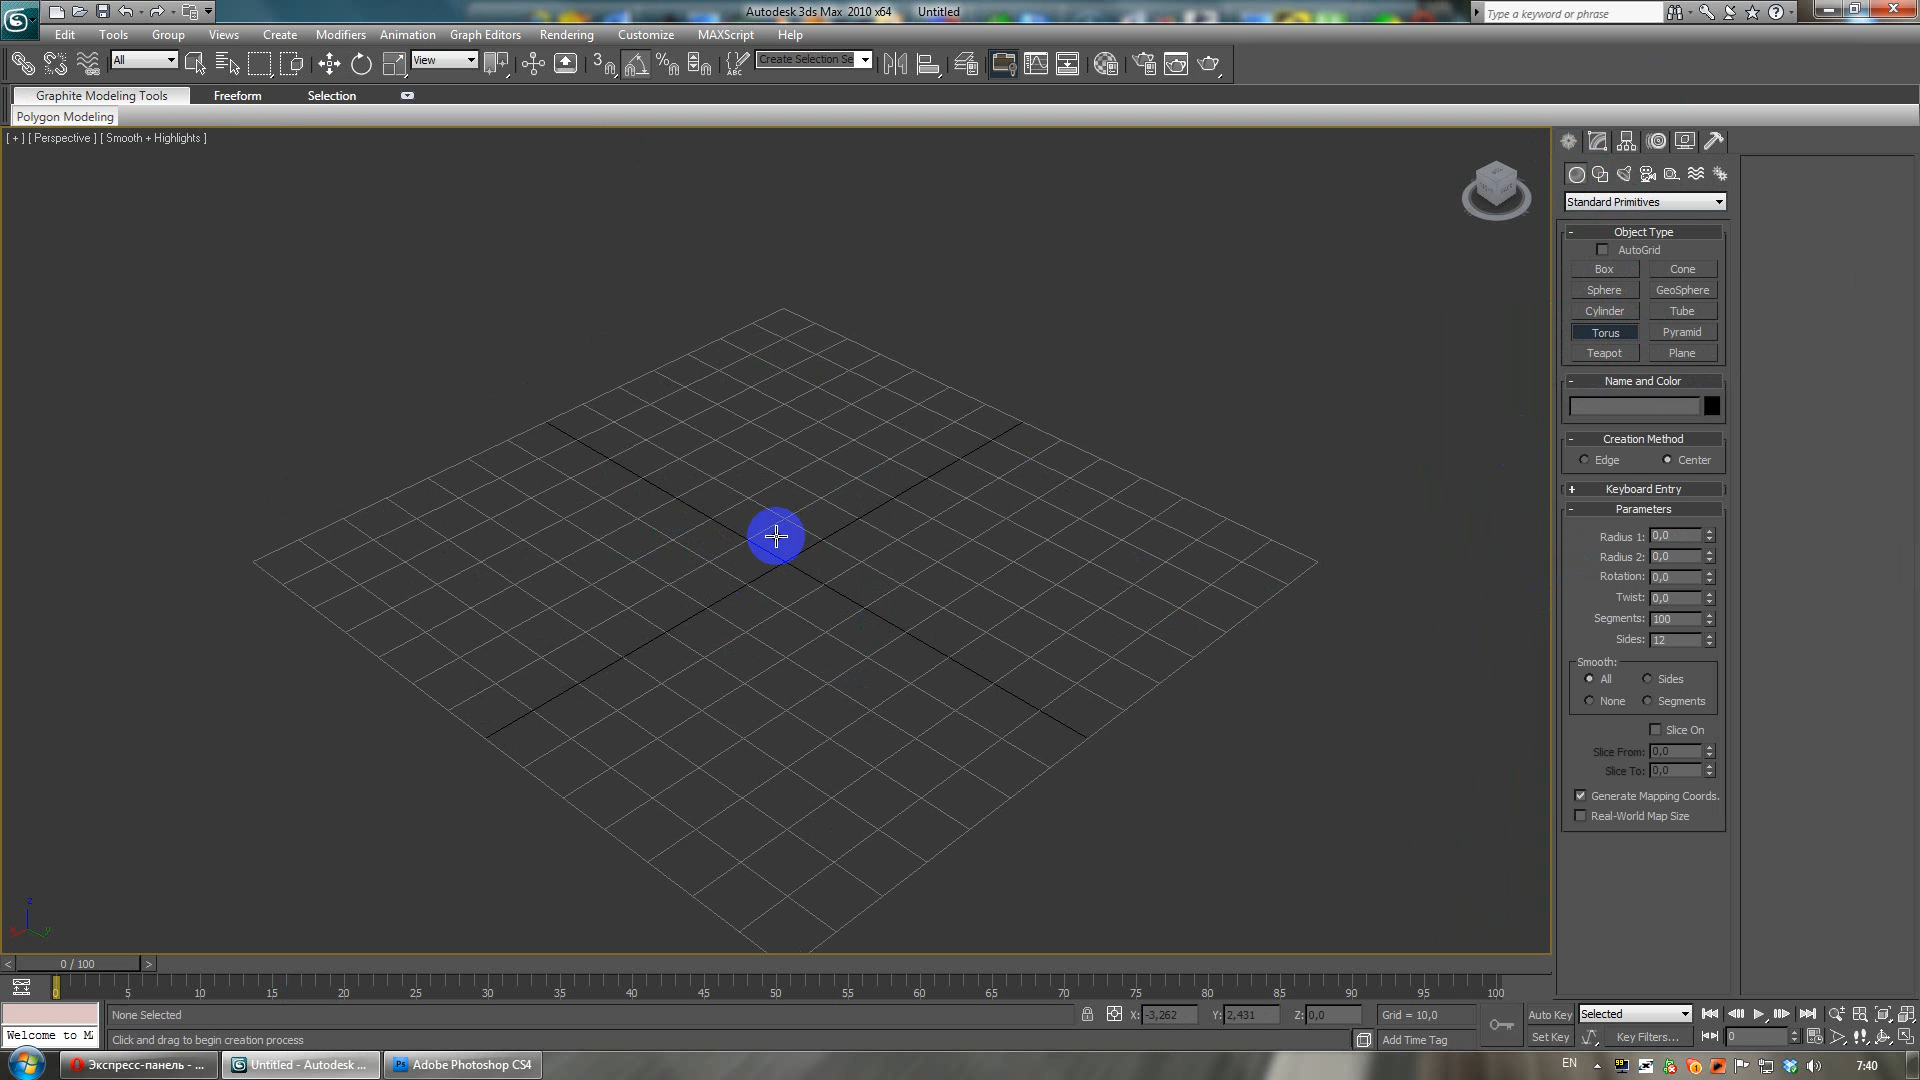 Autodesk 3ds Max 2010 x64 Untitled
Type a keyword or phrase
Edit Tools Group Views Create Modifiers Animation Graph Editors Rendering Customize MAXScript Help
All View Create Selection Se
Graphite Modeling Tools Freeform Selection
Polygon Modeling
[ + ] [ Perspective ] [ Smooth + Highlights ]
Standard Primitives
- Object Type
AutoGrid
Box Cone
Sphere GeoSphere
Cylinder Tube
Torus Pyramid
Teapot Plane
- Name and Color
- Creation Method
Edge Center
+ Keyboard Entry
- Parameters
Radius 1: 0,0
Radius 2: 0,0
Rotation: 0,0
Twist: 0,0
Segments: 100
Sides: 12
Smooth:
All Sides
None Segments
Slice On
Slice From: 0,0
Slice To: 0,0
Generate Mapping Coords.
Real-World Map Size
z
x y
< 0 / 100 >
0 5 10 15 20 25 30 35 40 45 50 55 60 65 70 75 80 85 90 95 100
None Selected X: -3,262 Y: 2,431 Z: 0,0 Grid = 10,0 Auto Key Selected
Welcome to M Click and drag to begin creation process Add Time Tag Set Key Key Filters... 0
Экспресс-панель - ... Untitled - Autodesk ... Adobe Photoshop CS4 EN 7:40